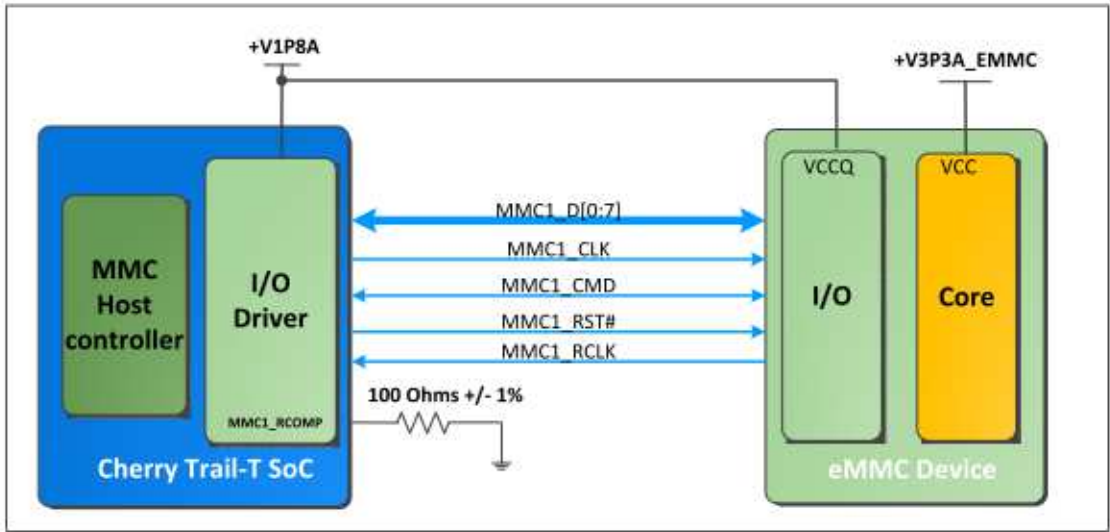 +V1P8A
+V3P3A_EMMC
VCCQ
VCC
MMC1_D[0:7]
MMC1_CLK
MMC1_CMD
MMC1_RST#
MMC1_RCLK
MMC
Host
controller
I/O
Driver
I/O
Core
100 Ohms +/- 1%
MMC1_RCOMP
Cherry Trail-T SoC
eMMC Device